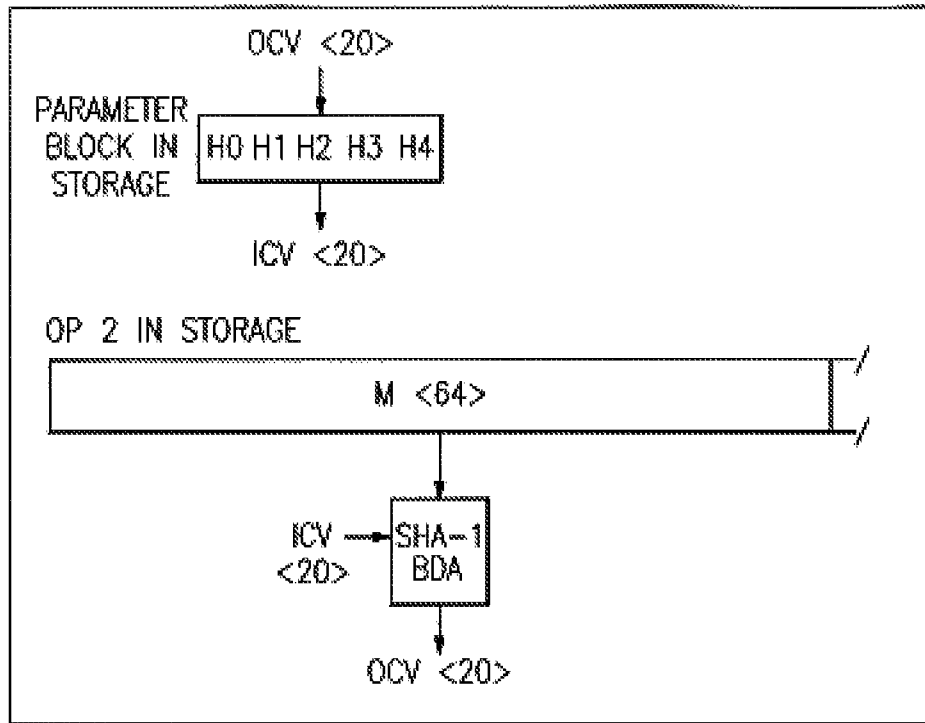 OCV <20>
PARAMETER
BLOCK IN
STORAGE
H0 H1 H2 H3 H4
ICV <20>
OP 2 IN STORAGE
M <64>
ICV
<20>
SHA-1
BDA
OCV <20>